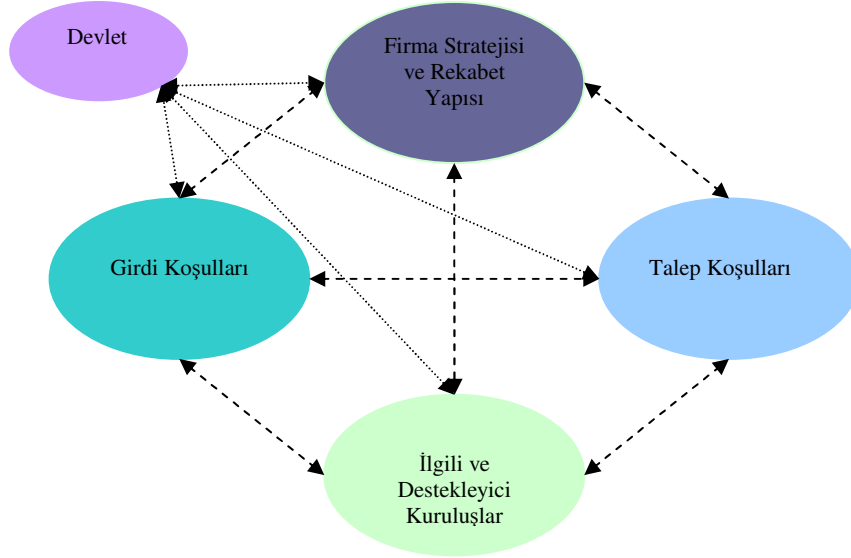 Devlet
Firma Stratejisi
ve Rekabet
Yapısı
Girdi Koşulları
Talep Koşulları
İlgili ve
Destekleyici
Kuruluşlar